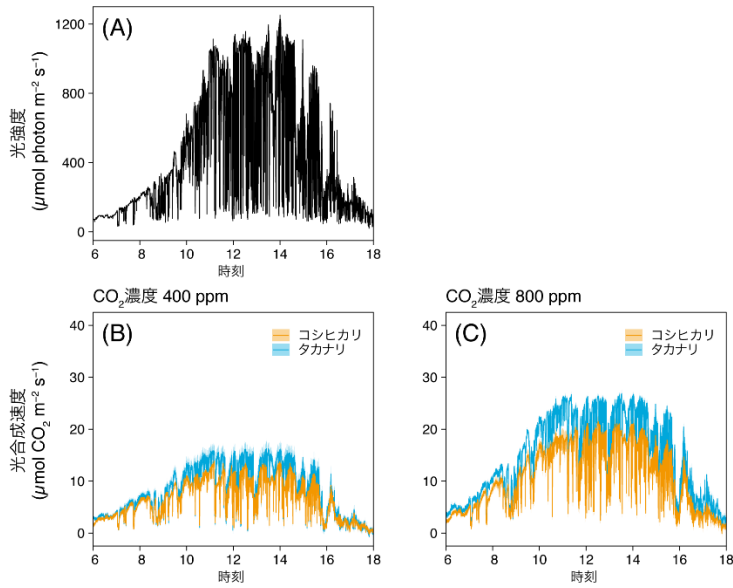 (A)
光強度
(µmol photon m⁻² s⁻¹)
1200
800
400
0
6 8 10 12 14 16 18
時刻
CO₂濃度 400 ppm
(B)
コシヒカリ
タカナリ
光合成速度
(µmol CO₂ m⁻² s⁻¹)
40
30
20
10
0
6 8 10 12 14 16 18
時刻
CO₂濃度 800 ppm
(C)
コシヒカリ
タカナリ
40
30
20
10
0
6 8 10 12 14 16 18
時刻